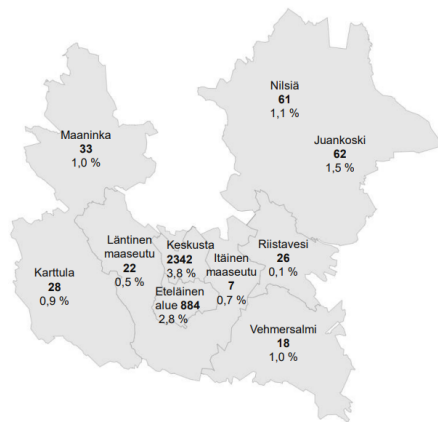 Nilsiä
61
1,1 %
Juankoski
62
1,5 %
Maaninka
33
1,0 %
Läntinen
maaseutu
22
0,5 %
Keskusta
2342
3,8 %
Itäinen
maaseutu
7
0,7 %
Riistavesi
26
0,1 %
Karttula
28
0,9 %
Eteläinen
alue 884
2,8 %
Vehmersalmi
18
1,0 %